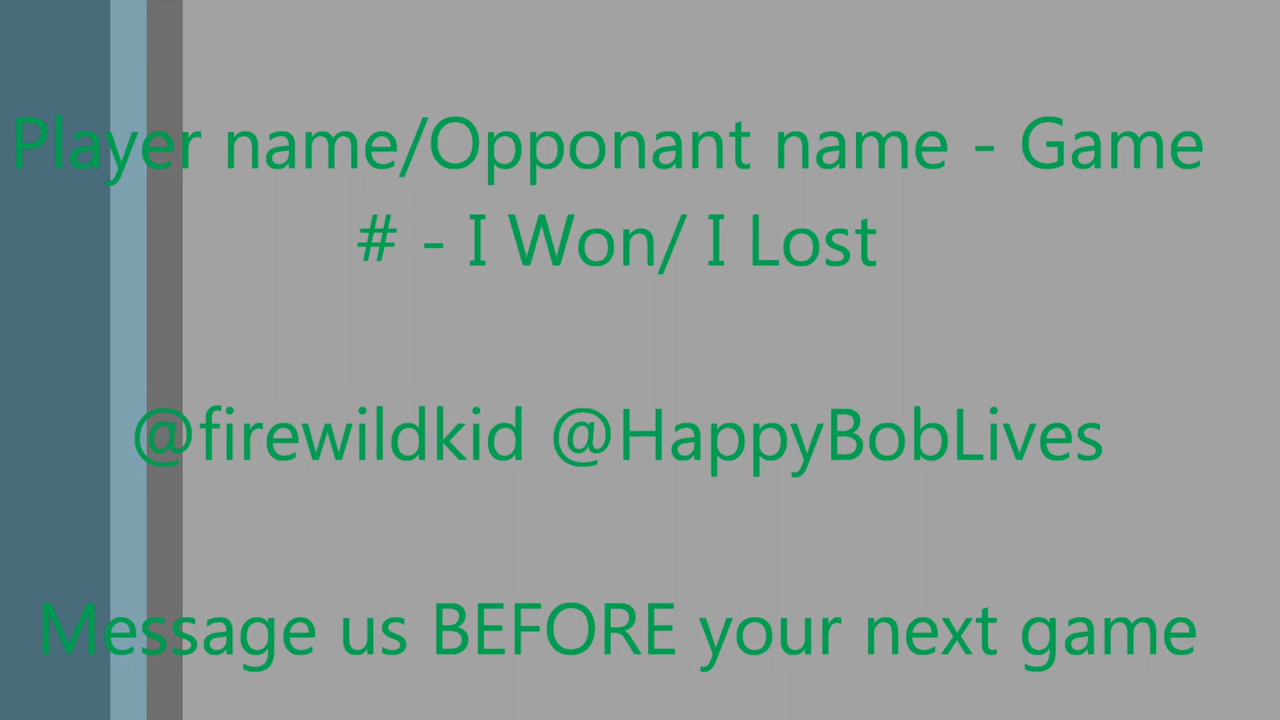 Player name/Opponant name - Game
# - I Won/ I Lost
@firewildkid @HappyBobLives
Message us BEFORE your next game